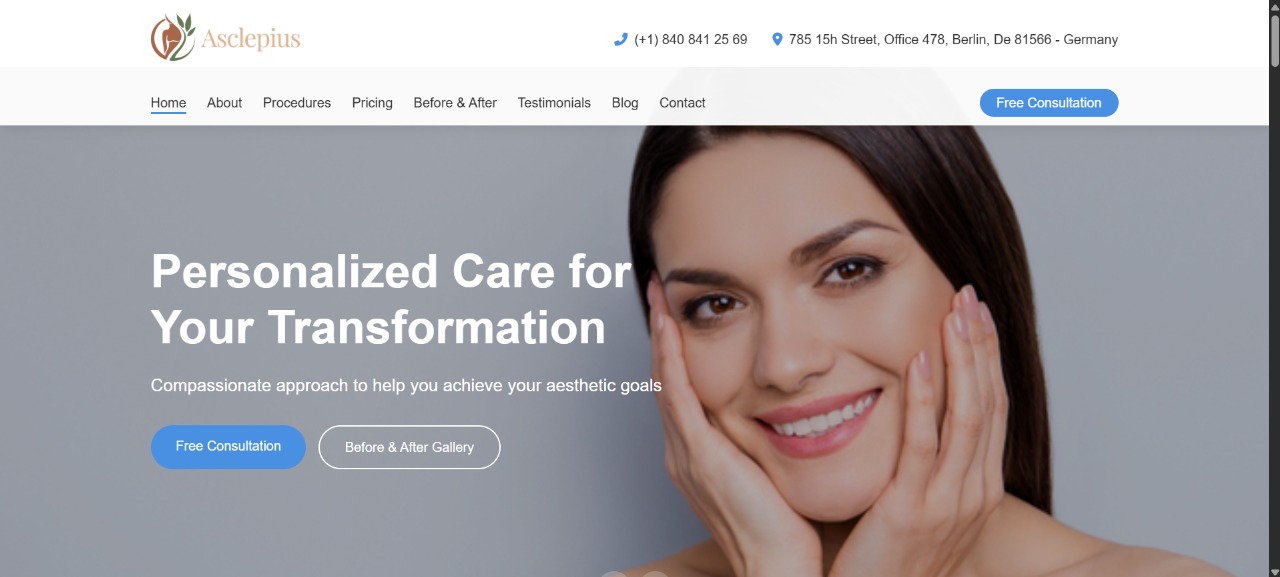 Asclepius
(+1) 840 841 25 69
785 15h Street, Office 478, Berlin, De 81566 - Germany
Home About Procedures Pricing Before & After Testimonials Blog Contact
Free Consultation
Personalized Care for
Your Transformation
Compassionate approach to help you achieve your aesthetic goals
Free Consultation
Before & After Gallery